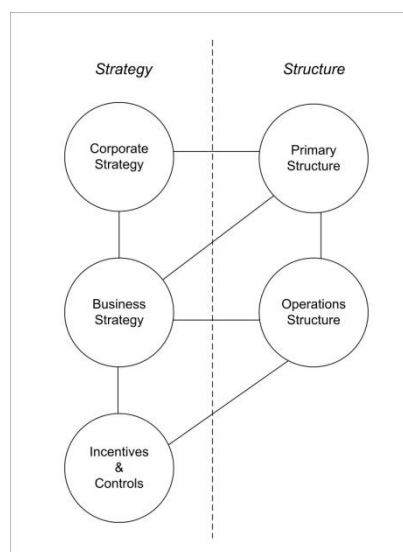 Strategy
Structure
Corporate
Strategy
Primary
Structure
Business
Strategy
Operations
Structure
Incentives
&
Controls